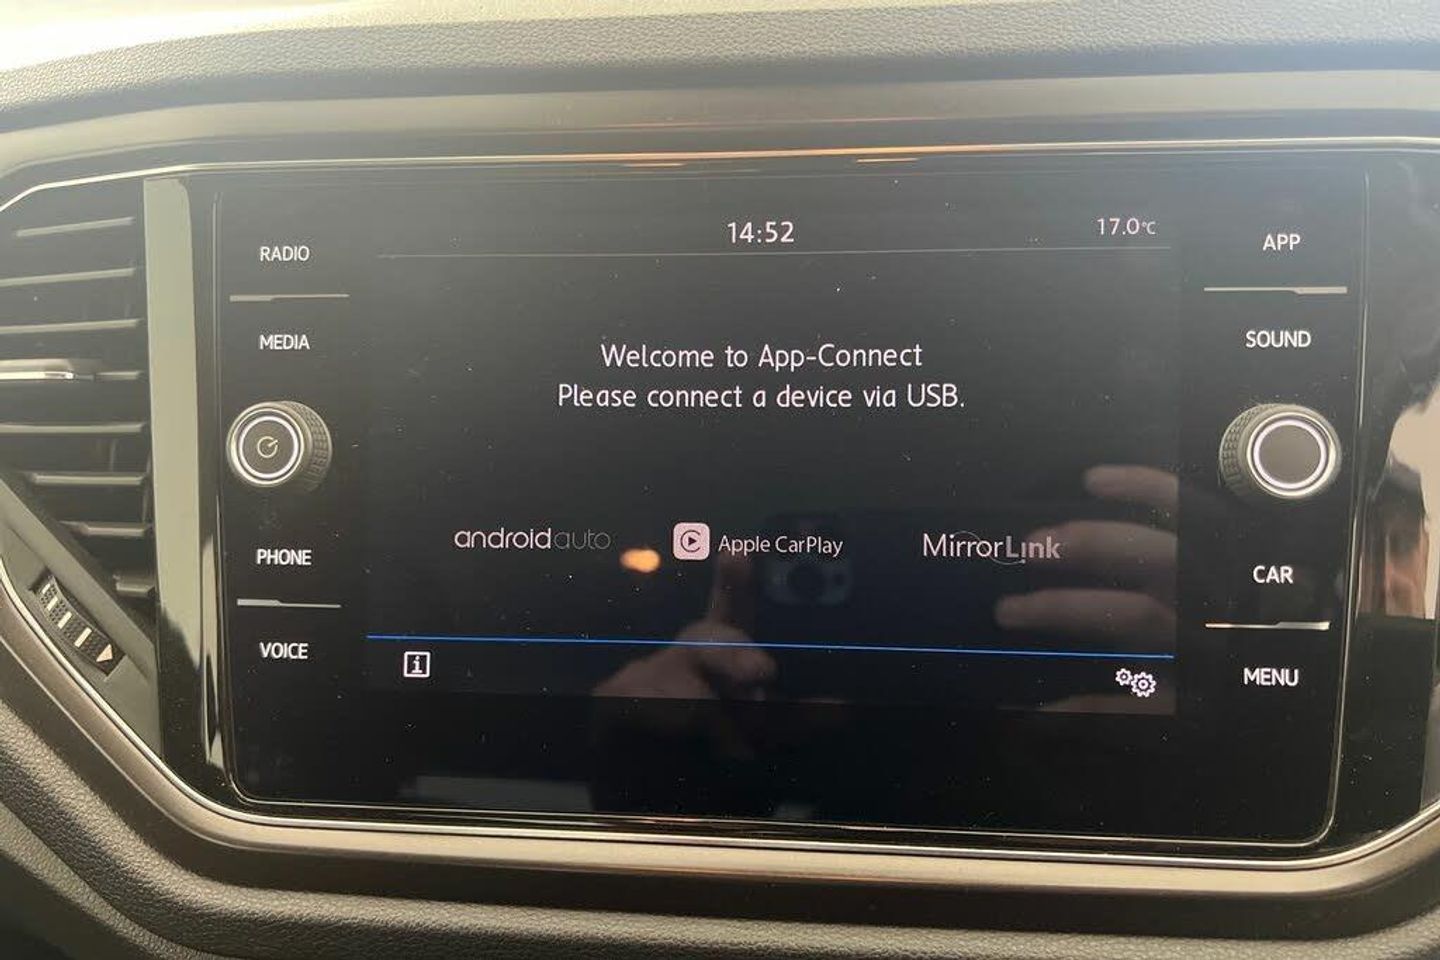 14:52
17.0°C
RADIO
MEDIA
PHONE
VOICE
Welcome to App-Connect
Please connect a device via USB.
androidauto
Apple CarPlay
MirrorLink
i
APP
SOUND
CAR
MENU